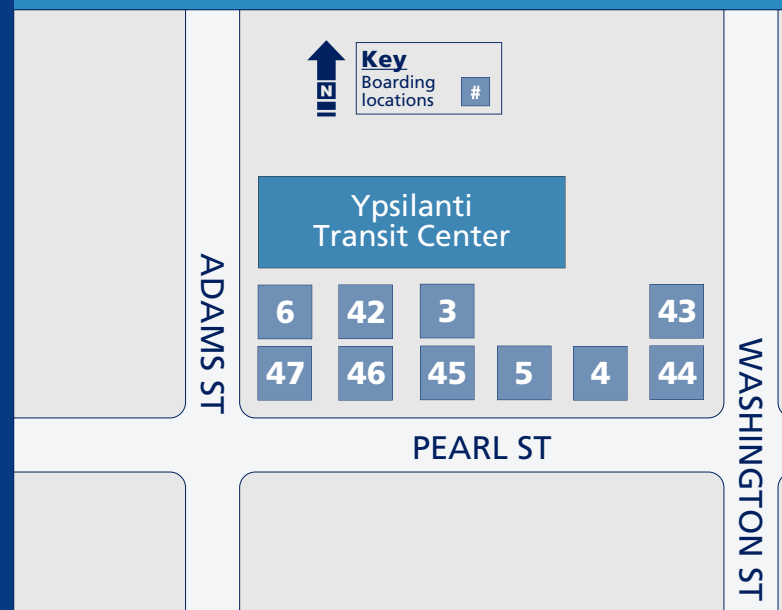 N
Key
Boarding
locations
#
Ypsilanti
Transit Center
6 42 3 43
47 46 45 5 4 44
ADAMS ST
PEARL ST
WASHINGTON ST